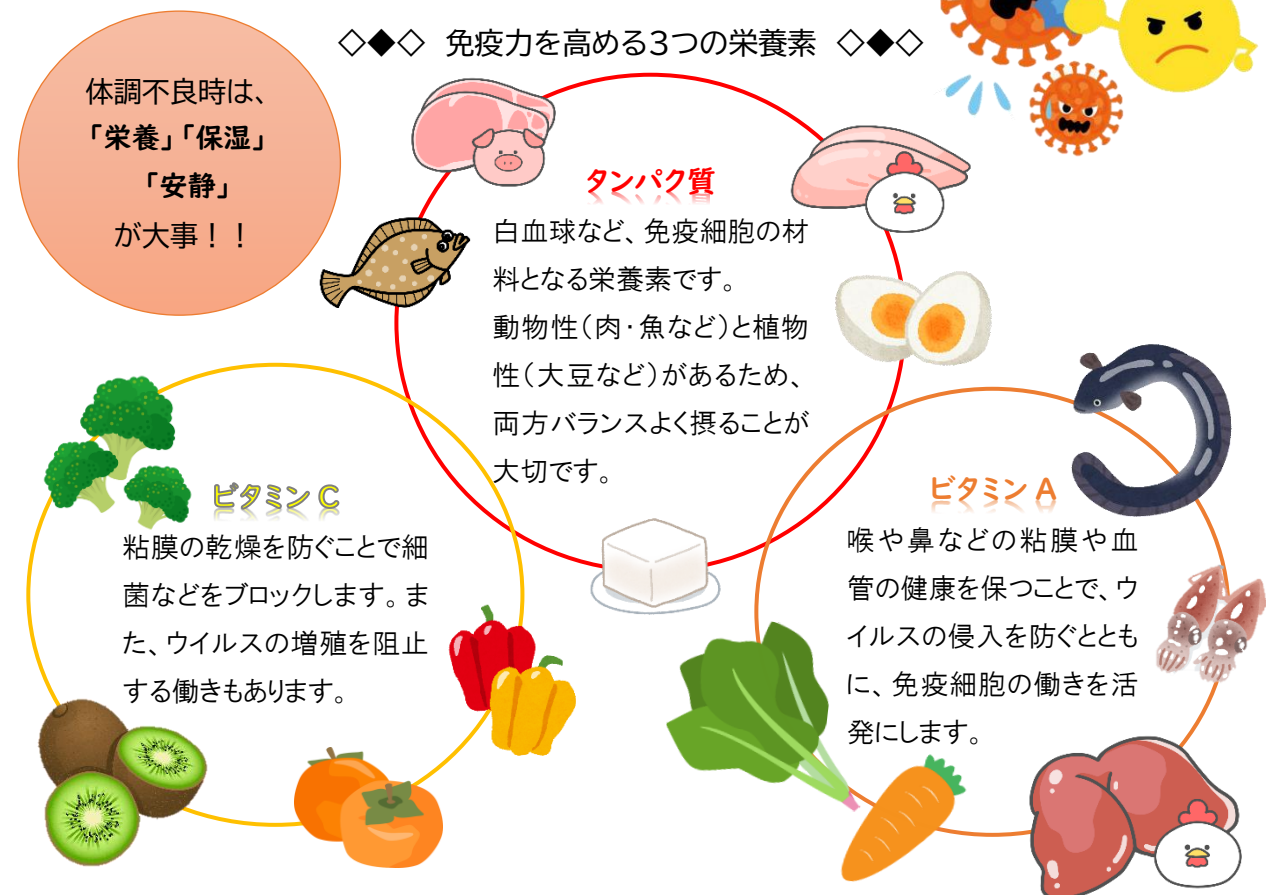 ◇◆◇ 免疫力を高める３つの栄養素 ◇◆◇
体調不良時は、
「栄養」「保湿」
「安静」
が大事！！
タンパク質
白血球など、免疫細胞の材
料となる栄養素です。
動物性（肉・魚など）と植物
性（大豆など）があるため、
両方バランスよく摂ることが
大切です。
ビタミン C
粘膜の乾燥を防ぐことで細
菌などをブロックします。ま
た、ウイルスの増殖を阻止
する働きもあります。
ビタミン A
喉や鼻などの粘膜や血
管の健康を保つことで、ウ
イルスの侵入を防ぐととも
に、免疫細胞の働きを活
発にします。